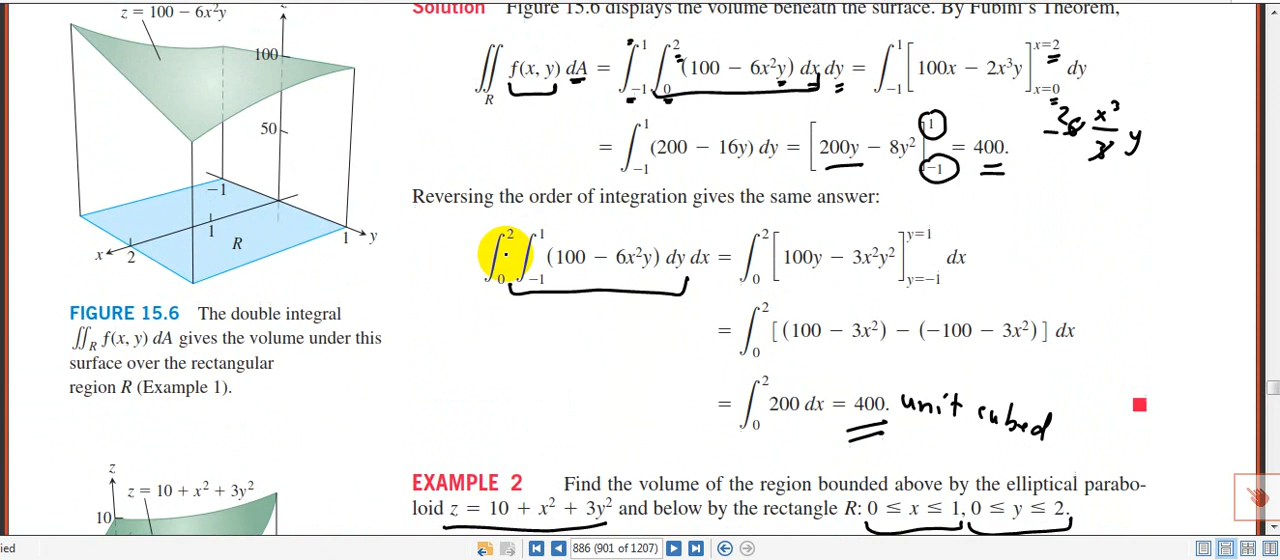 z = 100 − 6x²y
z
100
50
−1
1
R
x
2
1
y
FIGURE 15.6 The double integral
∬_R f(x, y) dA gives the volume under this
surface over the rectangular
region R (Example 1).
z
z = 10 + x² + 3y²
10
Solution Figure 15.6 displays the volume beneath the surface. By Fubini's Theorem,
∬_R f(x, y) dA = ∫_{−1}^{1} ∫_{0}^{2} (100 − 6x²y) dx dy = ∫_{−1}^{1} [100x − 2x³y]_{x=0}^{x=2} dy
x³
3
y
= ∫_{−1}^{1} (200 − 16y) dy = [200y − 8y²]_{−1}^{1} = 400.
Reversing the order of integration gives the same answer:
∫_{0}^{2} ∫_{−1}^{1} (100 − 6x²y) dy dx = ∫_{0}^{2} [100y − 3x²y²]_{y=−1}^{y=1} dx
= ∫_{0}^{2} [(100 − 3x²) − (−100 − 3x²)] dx
= ∫_{0}^{2} 200 dx = 400. unit cubed
EXAMPLE 2 Find the volume of the region bounded above by the elliptical parabo-
loid z = 10 + x² + 3y² and below by the rectangle R: 0 ≤ x ≤ 1, 0 ≤ y ≤ 2.
ied
886 (901 of 1207)